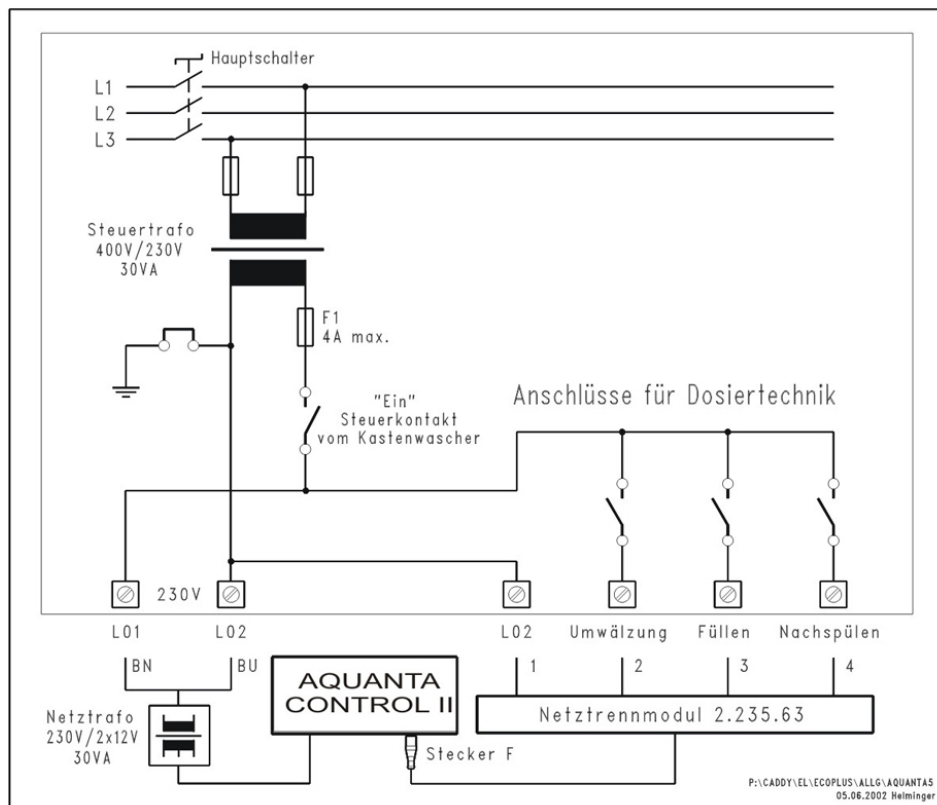 Hauptschalter
L1
L2
L3
Steuertrafo
400V/230V
30VA
F1
4A max.
"Ein"
Steuerkontakt
vom Kastenwascher
Anschlüsse für Dosiertechnik
230V
L01
L02
L02
Umwälzung
Füllen
Nachspülen
BN
BU
1
2
3
4
Netztrafo
230V/2x12V
30VA
AQUANTA
CONTROL II
Netztrennmodul 2.235.63
Stecker F
P:\CADDY\EL\ECOPLUS\ALLG\AQUANTA5
05.06.2002 Helminger